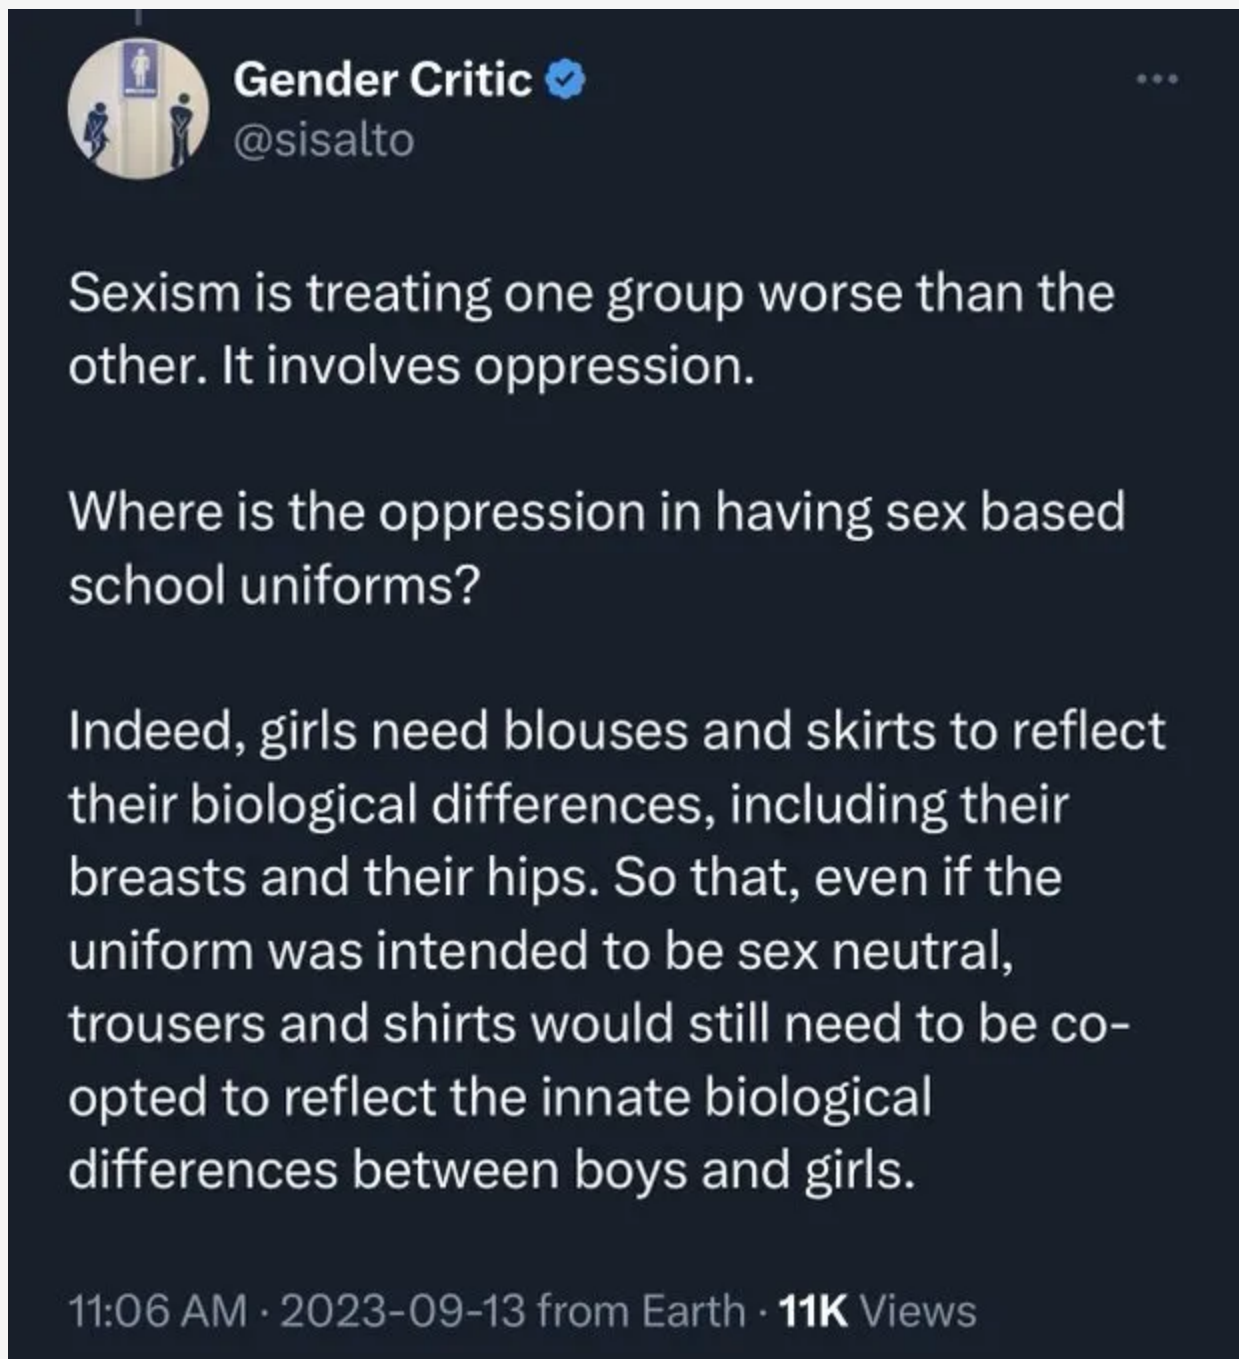 Gender Critic
@sisalto
Sexism is treating one group worse than the
other. It involves oppression.
Where is the oppression in having sex based
school uniforms?
Indeed, girls need blouses and skirts to reflect
their biological differences, including their
breasts and their hips. So that, even if the
uniform was intended to be sex neutral,
trousers and shirts would still need to be co-
opted to reflect the innate biological
differences between boys and girls.
11:06 AM · 2023-09-13 from Earth · 11K Views